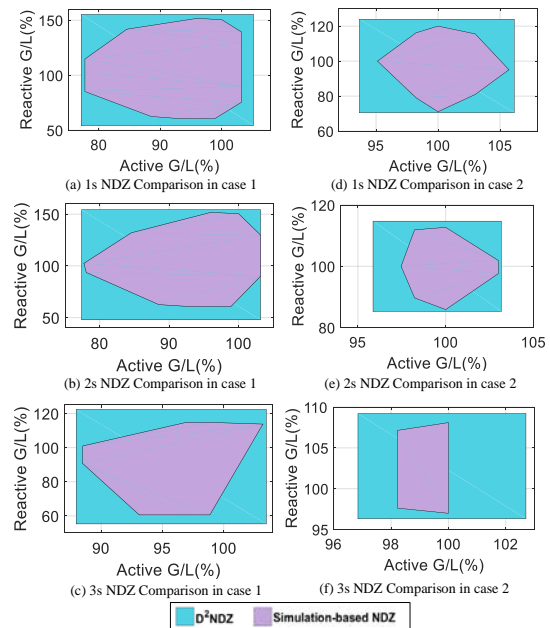 Reactive G/L(%)
150
100
50
80
90
100
Active G/L(%)
(a) 1s NDZ Comparison in case 1
Reactive G/L(%)
120
100
80
60
95
100
105
Active G/L(%)
(d) 1s NDZ Comparison in case 2
Reactive G/L(%)
150
100
50
80
90
100
Active G/L(%)
(b) 2s NDZ Comparison in case 1
Reactive G/L(%)
120
100
80
95
100
105
Active G/L(%)
(e) 2s NDZ Comparison in case 2
Reactive G/L(%)
120
100
80
60
90
95
100
Active G/L(%)
(c) 3s NDZ Comparison in case 1
Reactive G/L(%)
110
105
100
95
96
98
100
102
Active G/L(%)
(f) 3s NDZ Comparison in case 2
D²NDZ
Simulation-based NDZ